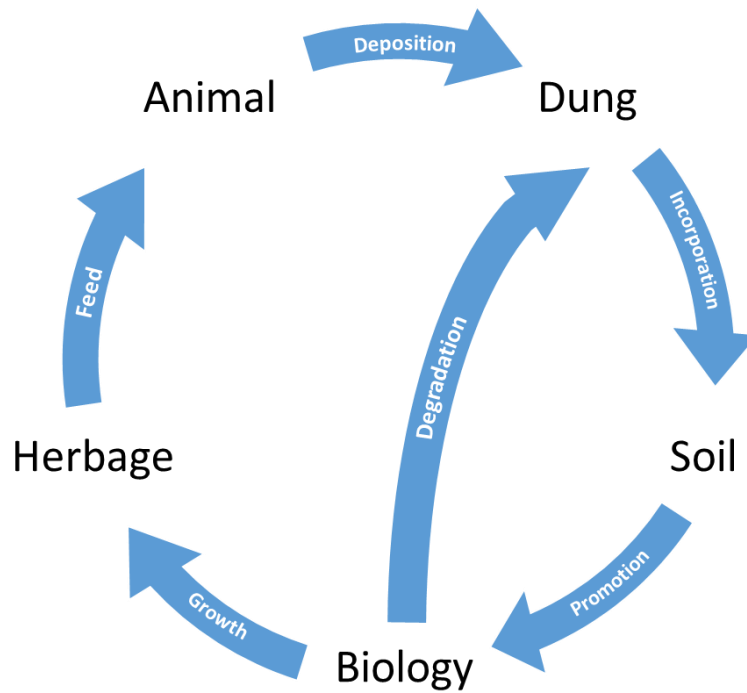 Deposition
Animal
Dung
Incorporation
Feed
Degradation
Herbage
Soil
Growth
Promotion
Biology